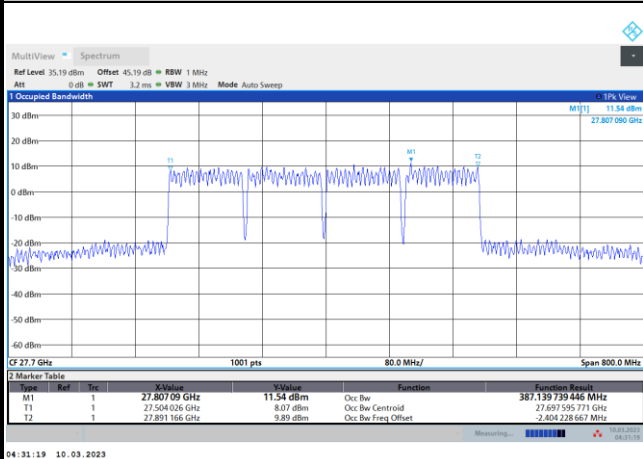 MultiView Spectrum
Ref Level 35.19 dBm Offset 45.19 dB RBW 1 MHz
Att 0 dB SWT 3.2 ms VBW 3 MHz Mode Auto Sweep
1 Occupied Bandwidth 1Pk View
M1[1] 11.54 dBm
27.807 090 GHz
30 dBm
20 dBm
10 dBm
0 dBm
-10 dBm
-20 dBm
-30 dBm
-40 dBm
-50 dBm
-60 dBm
T1
M1
T2
CF 27.7 GHz 1001 pts 80.0 MHz/ Span 800.0 MHz
2 Marker Table
Type Ref Trc X-Value Y-Value Function Function Result
M1 1 27.807 09 GHz 11.54 dBm Occ Bw 387.139 739 446 MHz
T1 1 27.504 026 GHz 8.07 dBm Occ Bw Centroid 27.697 595 771 GHz
T2 1 27.891 166 GHz 9.89 dBm Occ Bw Freq Offset -2.404 228 667 MHz
Measuring... 10.03.2023
04:31:19
04:31:19 10.03.2023